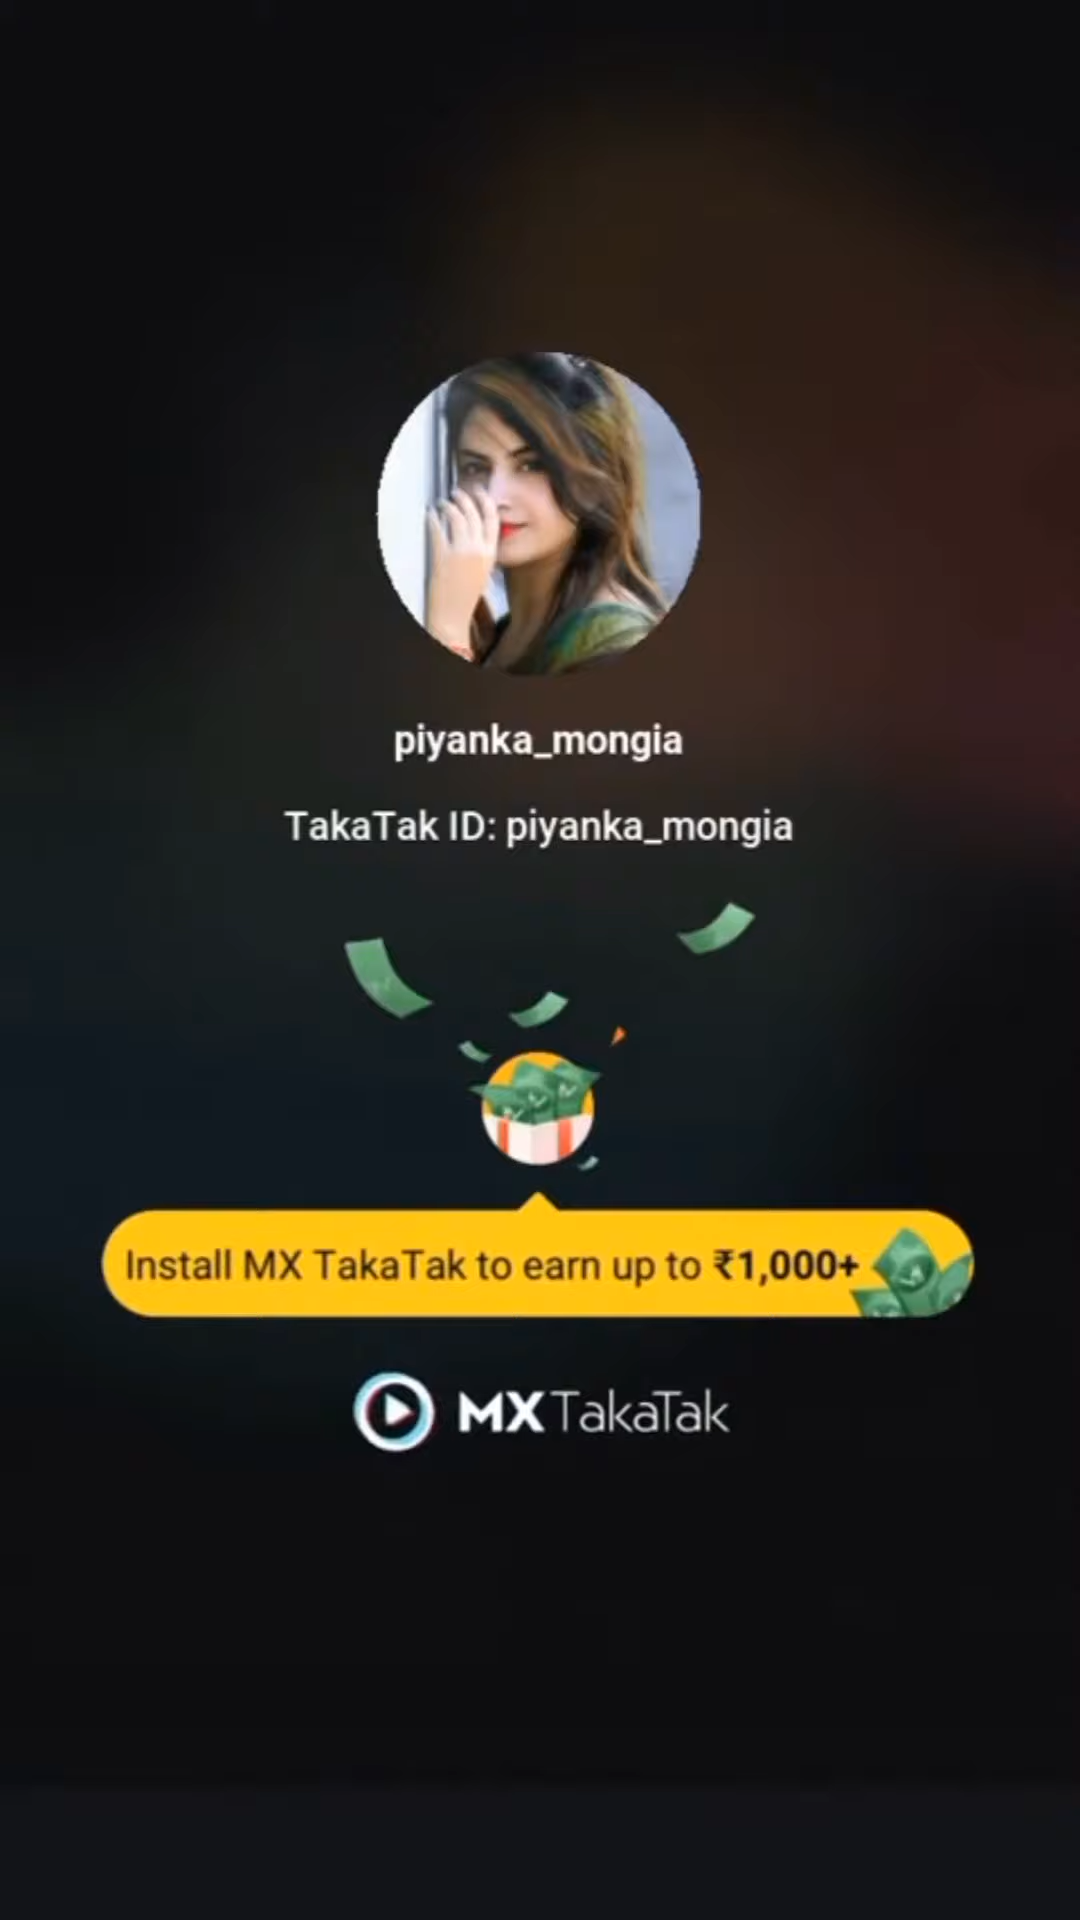 piyanka_mongia
TakaTak ID: piyanka_mongia
Install MX TakaTak to earn up to ₹1,000+
MX TakaTak